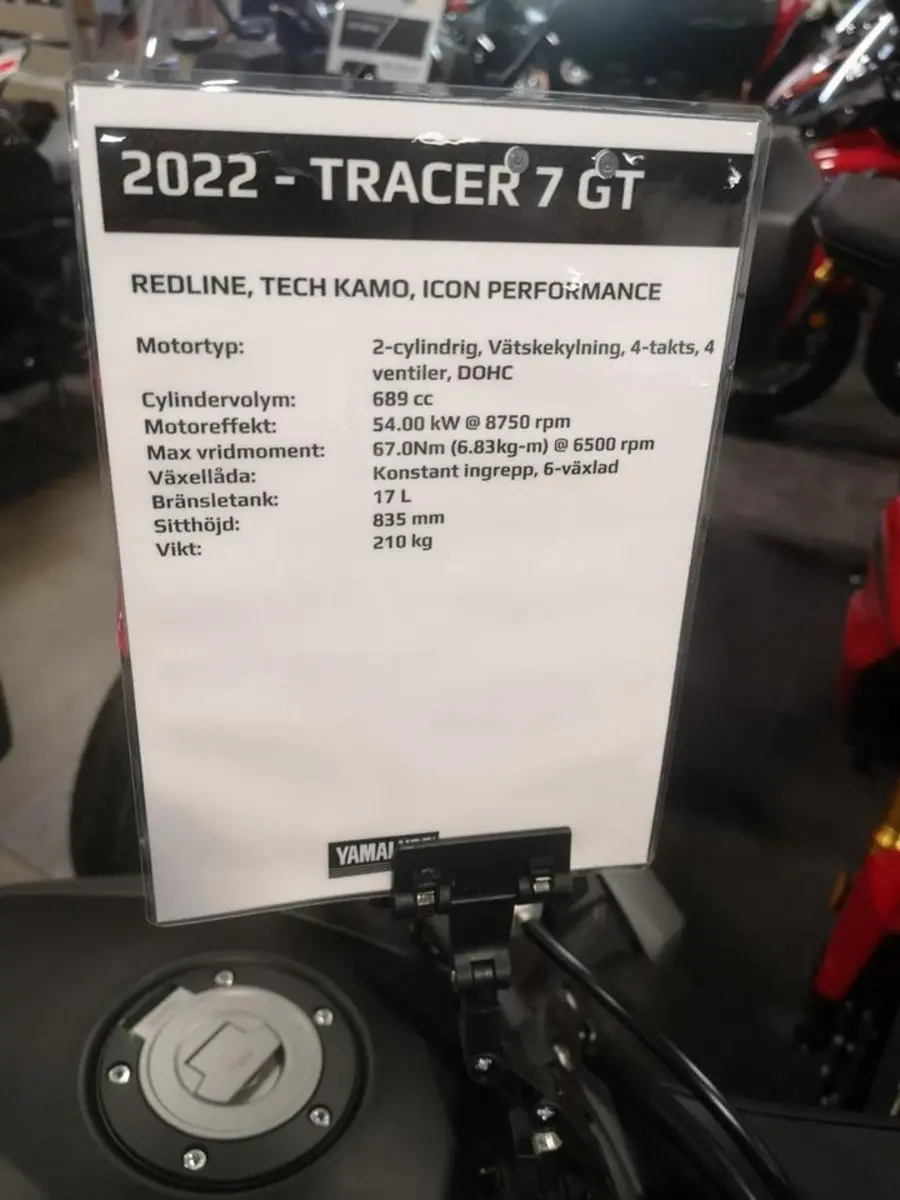 2022 - TRACER 7 GT
REDLINE, TECH KAMO, ICON PERFORMANCE
Motortyp: 2-cylindrig, Vätskekylning, 4-takts, 4
ventiler, DOHC
Cylindervolym: 689 cc
Motoreffekt: 54.00 kW @ 8750 rpm
Max vridmoment: 67.0Nm (6.83kg-m) @ 6500 rpm
Växellåda: Konstant ingrepp, 6-växlad
Bränsletank: 17 L
Sitthöjd: 835 mm
Vikt: 210 kg